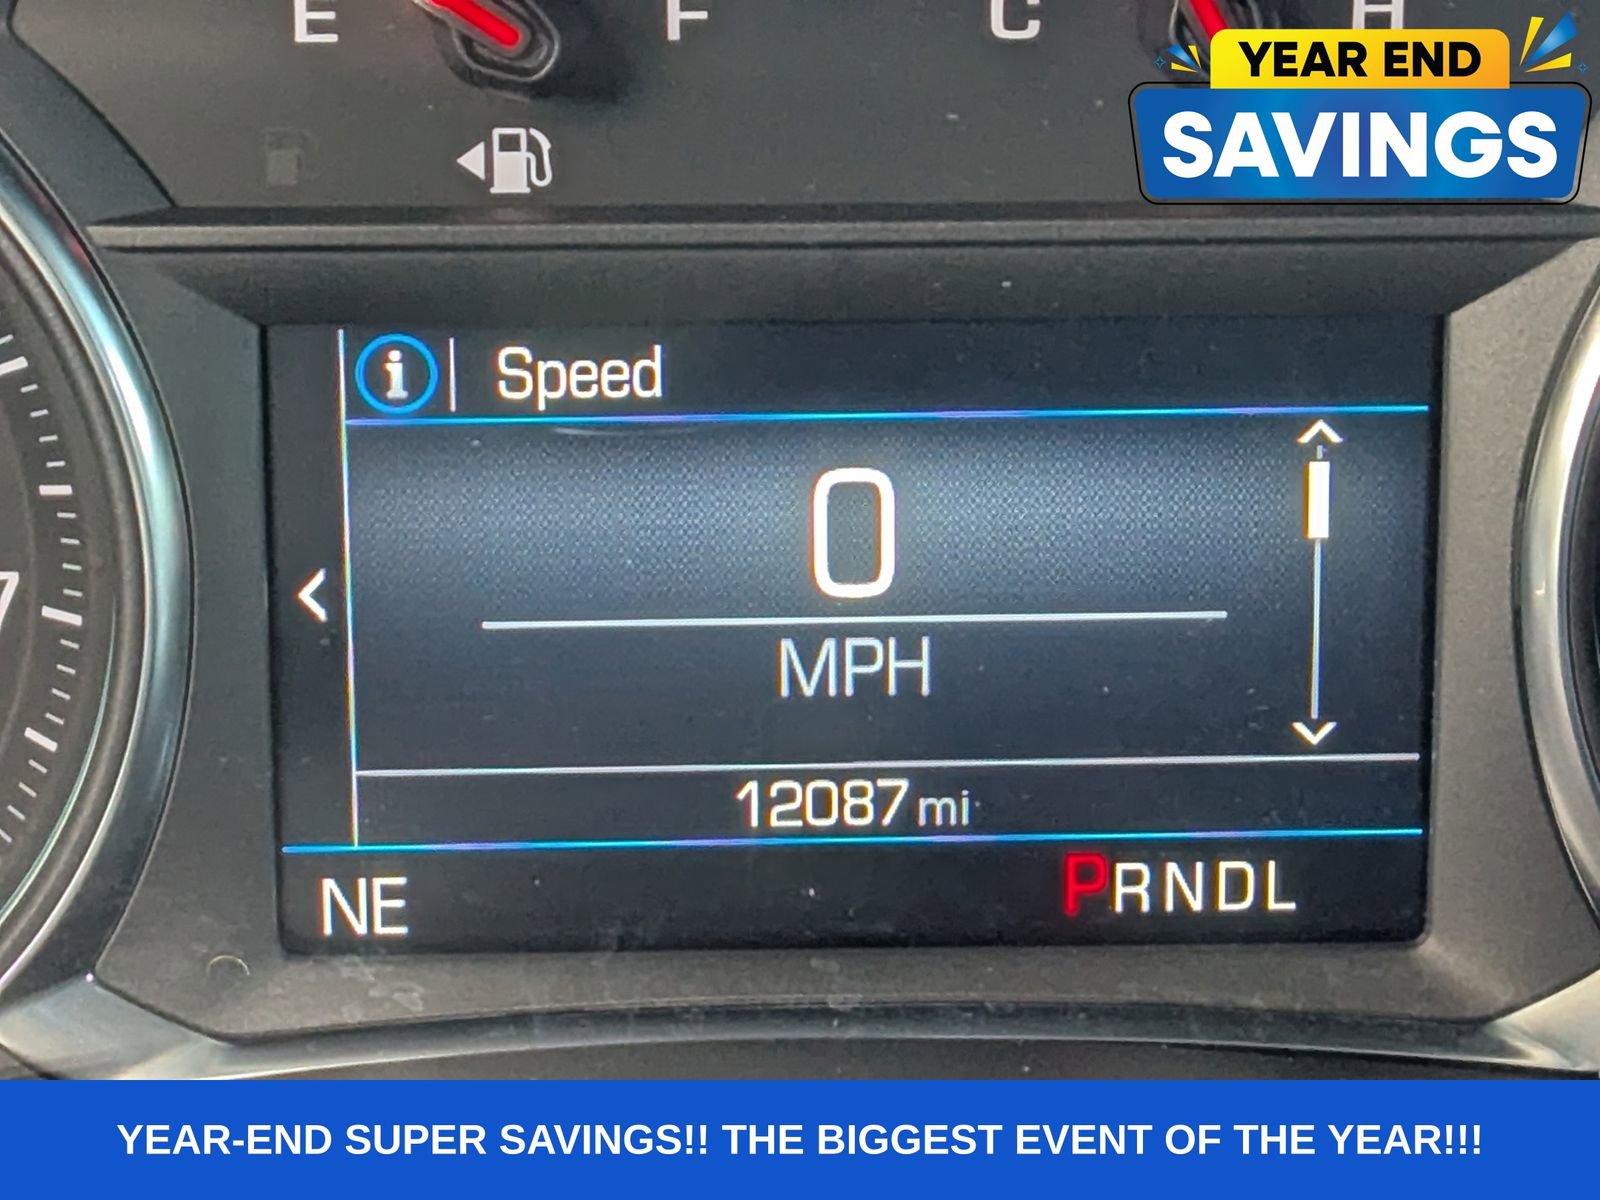 E F C H
YEAR END
SAVINGS
i Speed
0
MPH
12087 mi
NE PRNDL
YEAR-END SUPER SAVINGS!! THE BIGGEST EVENT OF THE YEAR!!!